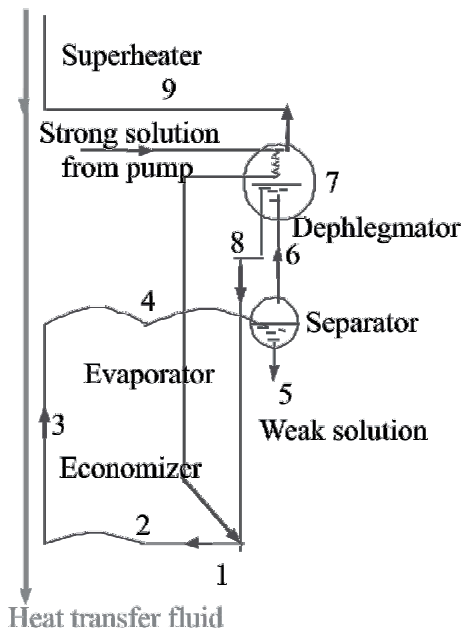 Superheater
9
Strong solution
from pump
7
Dephlegmator
8
6
4
Separator
Evaporator
5
3
Weak solution
Economizer
2
1
Heat transfer fluid